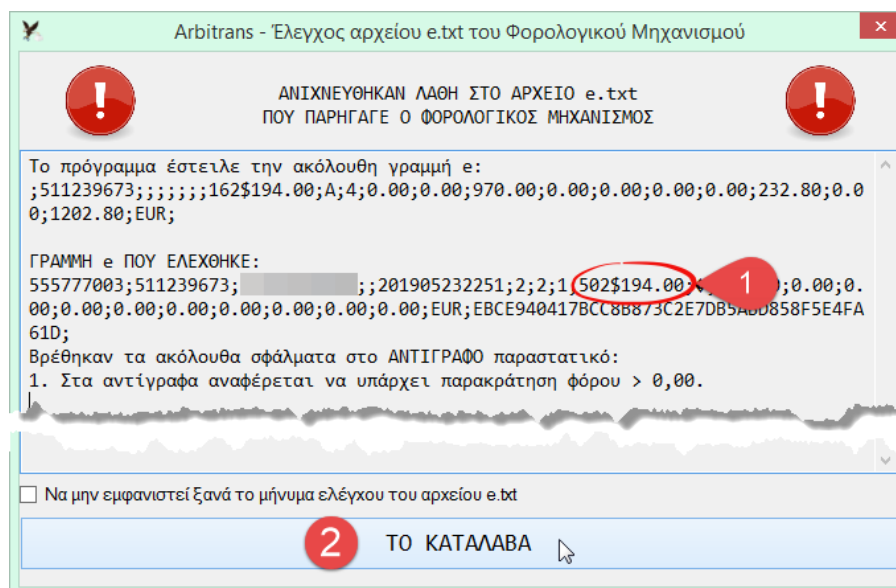 Arbitrans - Έλεγχος αρχείου e.txt του Φορολογικού Μηχανισμού
×
ΑΝΙΧΝΕΥΘΗΚΑΝ ΛΑΘΗ ΣΤΟ ΑΡΧΕΙΟ e.txt
ΠΟΥ ΠΑΡΗΓΑΓΕ Ο ΦΟΡΟΛΟΓΙΚΟΣ ΜΗΧΑΝΙΣΜΟΣ
Το πρόγραμμα έστειλε την ακόλουθη γραμμή e:
;511239673;;;;;;;162$194.00;A;4;0.00;0.00;970.00;0.00;0.00;0.00;0.00;232.80;0.0
0;1202.80;EUR;
ΓΡΑΜΜΗ e ΠΟΥ ΕΛΕΧΘΗΚΕ:
555777003;511239673; ;;201905232251;2;2;1;502$194.00; 1 ;0.00;0.
00;0.00;0.00;0.00;0.00;0.00;0.00;EUR;EBCE940417BCC8B873C2E7DB5ABD858F5E4FA
61D;
Βρέθηκαν τα ακόλουθα σφάλματα στο ΑΝΤΙΓΡΑΦΟ παραστατικό:
1. Στα αντίγραφα αναφέρεται να υπάρχει παρακράτηση φόρου > 0,00.
Να μην εμφανιστεί ξανά το μήνυμα ελέγχου του αρχείου e.txt
2 ΤΟ ΚΑΤΑΛΑΒΑ